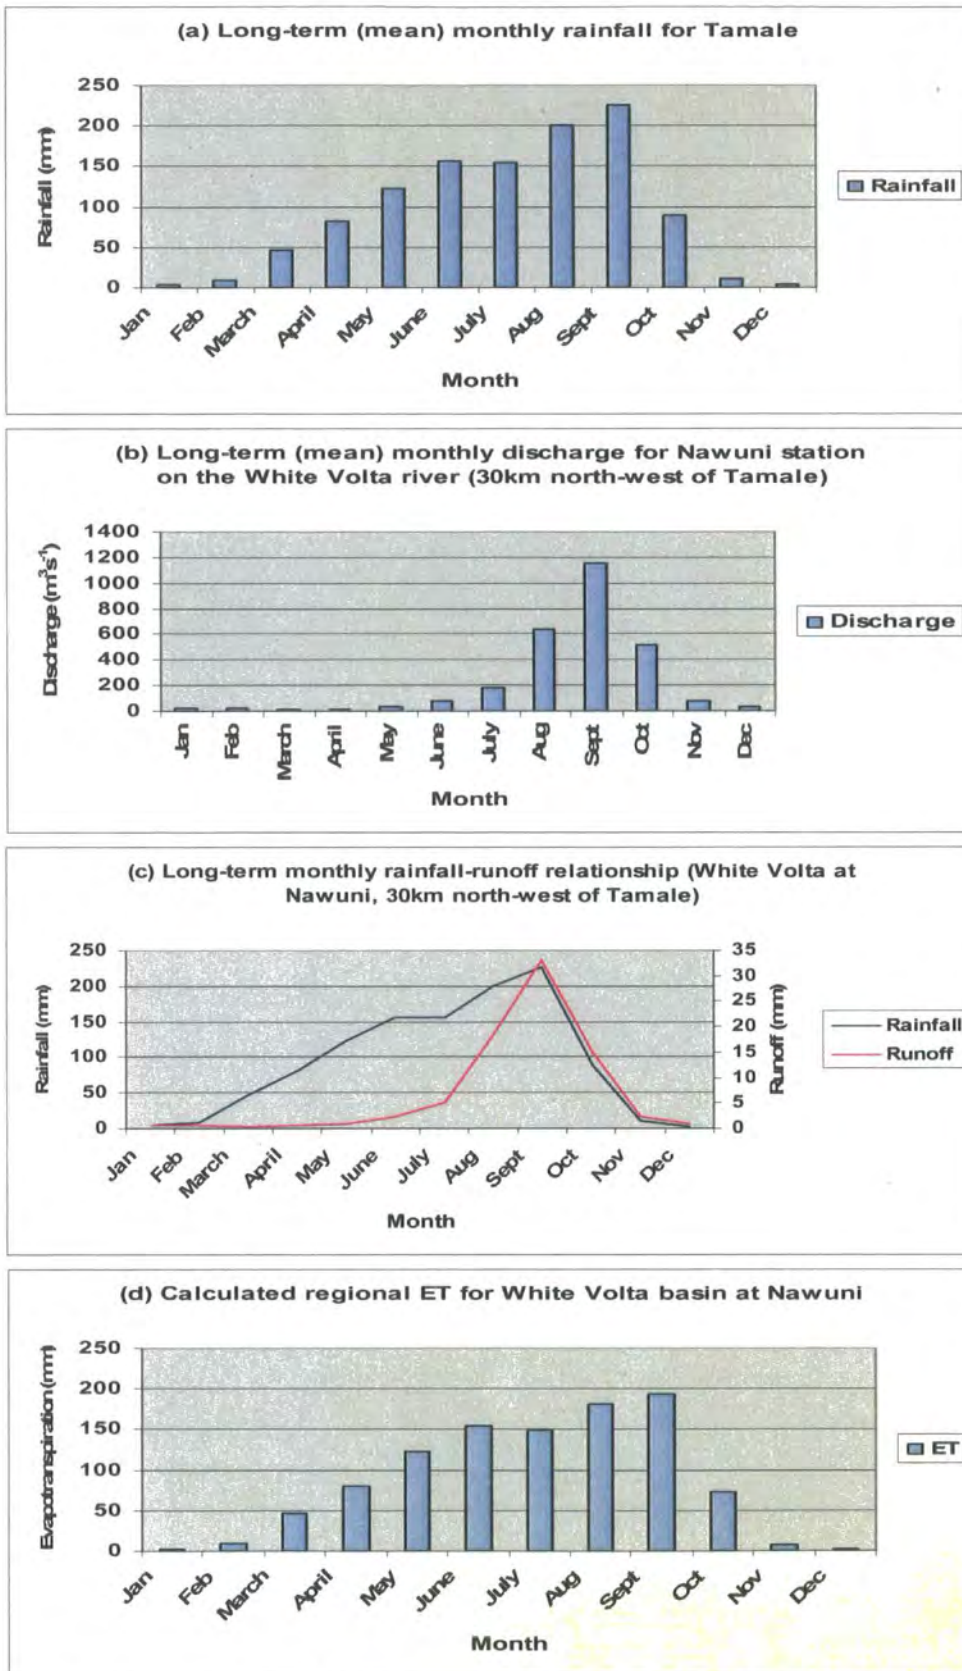 (a) Long-term (mean) monthly rainfall for Tamale
250
200
150
100
50
0
Rainfall (mm)
Jan Feb March April May June July Aug Sept Oct Nov Dec
Month
Rainfall
(b) Long-term (mean) monthly discharge for Nawuni station
on the White Volta river (30km north-west of Tamale)
1400
1200
1000
800
600
400
200
0
Discharge (m³s⁻¹)
Jan Feb March April May June July Aug Sept Oct Nov Dec
Month
Discharge
(c) Long-term monthly rainfall-runoff relationship (White Volta at
Nawuni, 30km north-west of Tamale)
250
200
150
100
50
0
Rainfall (mm)
35
30
25
20
15
10
5
0
Runoff (mm)
Jan Feb March April May June July Aug Sept Oct Nov Dec
Month
Rainfall
Runoff
(d) Calculated regional ET for White Volta basin at Nawuni
250
200
150
100
50
0
Evapotranspiration (mm)
Jan Feb March April May June July Aug Sept Oct Nov Dec
Month
ET